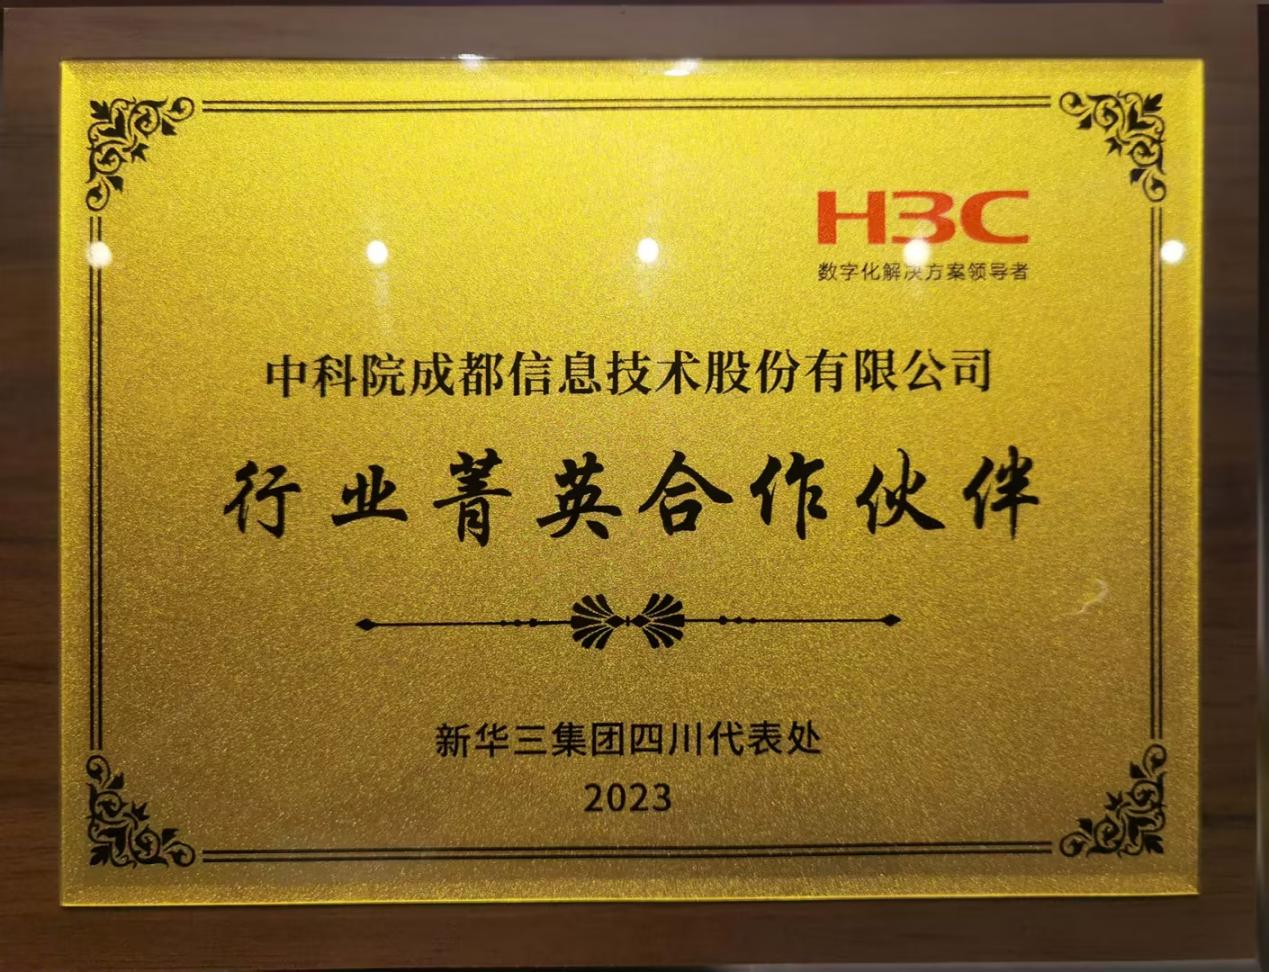 H3C
数字化解决方案领导者
中科院成都信息技术股份有限公司
行业菁英合作伙伴
新华三集团四川代表处
2023